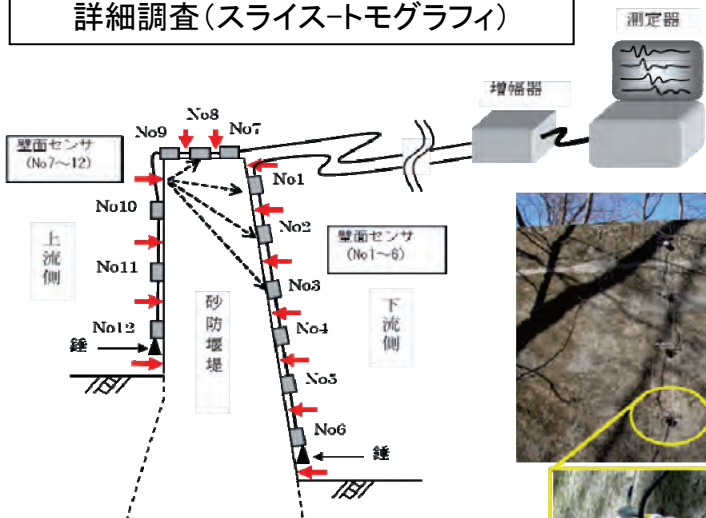 詳細調査（スライス-トモグラフィ）
測定器
増幅器
No8
No9
No7
壁面センサ
（No7～12）
No1
No10
No2
壁面センサ
（No1～6）
上流側
No11
No3
砂防堰堤
下流側
No12
No4
錘
No5
No6
錘